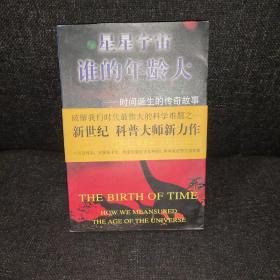 星星宇宙
谁的年龄大
时间诞生的传奇故事
破解我们时代最伟大的科学难题之一
新世纪 科普大师新力作
THE BIRTH OF TIME
HOW WE MEANSURED
THE AGE OF THE UNIVERSE